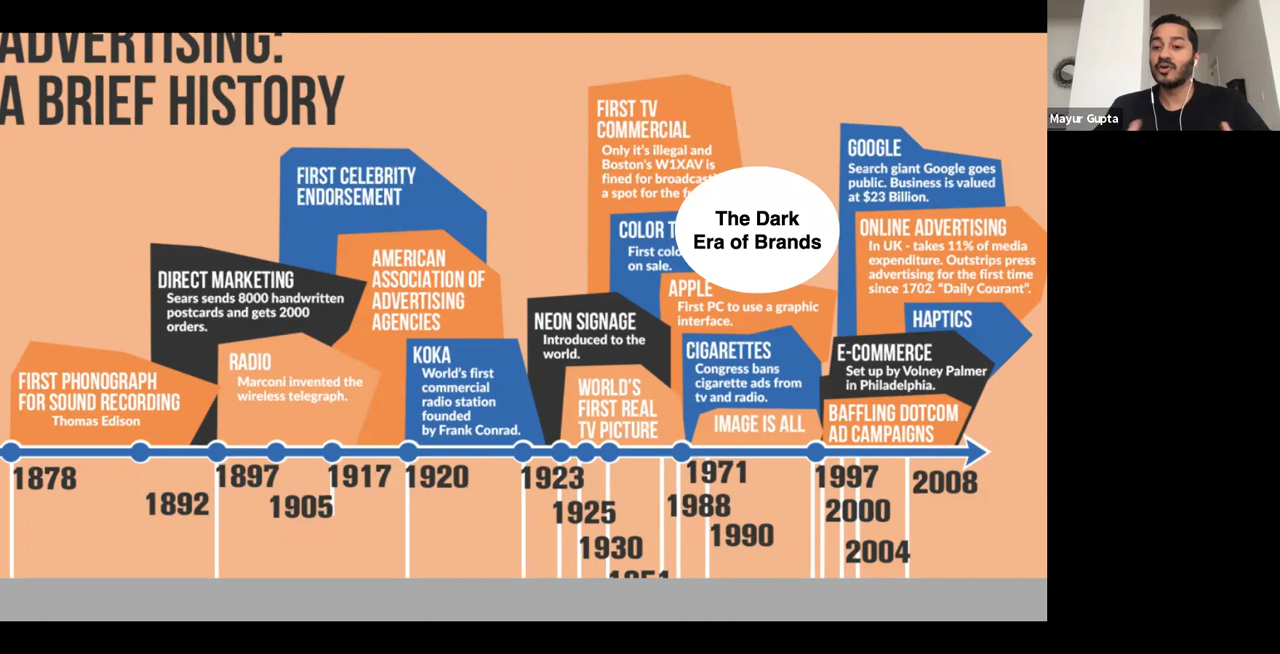 ADVERTISING:
A BRIEF HISTORY
FIRST PHONOGRAPH
FOR SOUND RECORDING
Thomas Edison
DIRECT MARKETING
Sears sends 8000 handwritten
postcards and gets 2000
orders.
RADIO
Marconi invented the
wireless telegraph.
FIRST CELEBRITY
ENDORSEMENT
AMERICAN
ASSOCIATION OF
ADVERTISING
AGENCIES
KOKA
World's first
commercial
radio station
founded
by Frank Conrad.
NEON SIGNAGE
Introduced to the
world.
WORLD'S
FIRST REAL
TV PICTURE
FIRST TV
COMMERCIAL
Only it's illegal and
Boston's W1XAV is
fined for broadcast
a spot for the
COLOR
First
on sale.
The Dark
Era of Brands
APPLE
First PC to use a graphic
interface.
CIGARETTES
Congress bans
cigarette ads from
tv and radio.
IMAGE IS ALL
GOOGLE
Search giant Google goes
public. Business is valued
at $23 Billion.
ONLINE ADVERTISING
In UK - takes 11% of media
expenditure. Outstrips press
advertising for the first time
since 1702. “Daily Courant”.
HAPTICS
E-COMMERCE
Set up by Volney Palmer
in Philadelphia.
BAFFLING DOTCOM
AD CAMPAIGNS
1878
1892
1897
1905
1917
1920
1923
1925
1930
1951
1971
1988
1990
1997
2000
2004
2008
Mayur Gupta